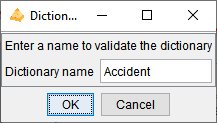 Diction...
Enter a name to validate the dictionary
Dictionary name Accident
OK Cancel